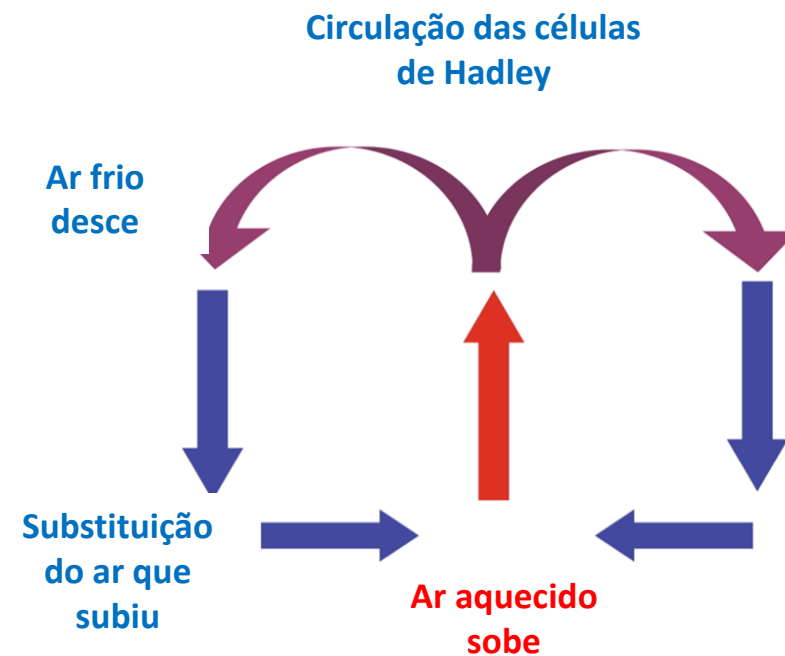 Circulação das células
de Hadley
Ar frio
desce
Substituição
do ar que
subiu
Ar aquecido
sobe